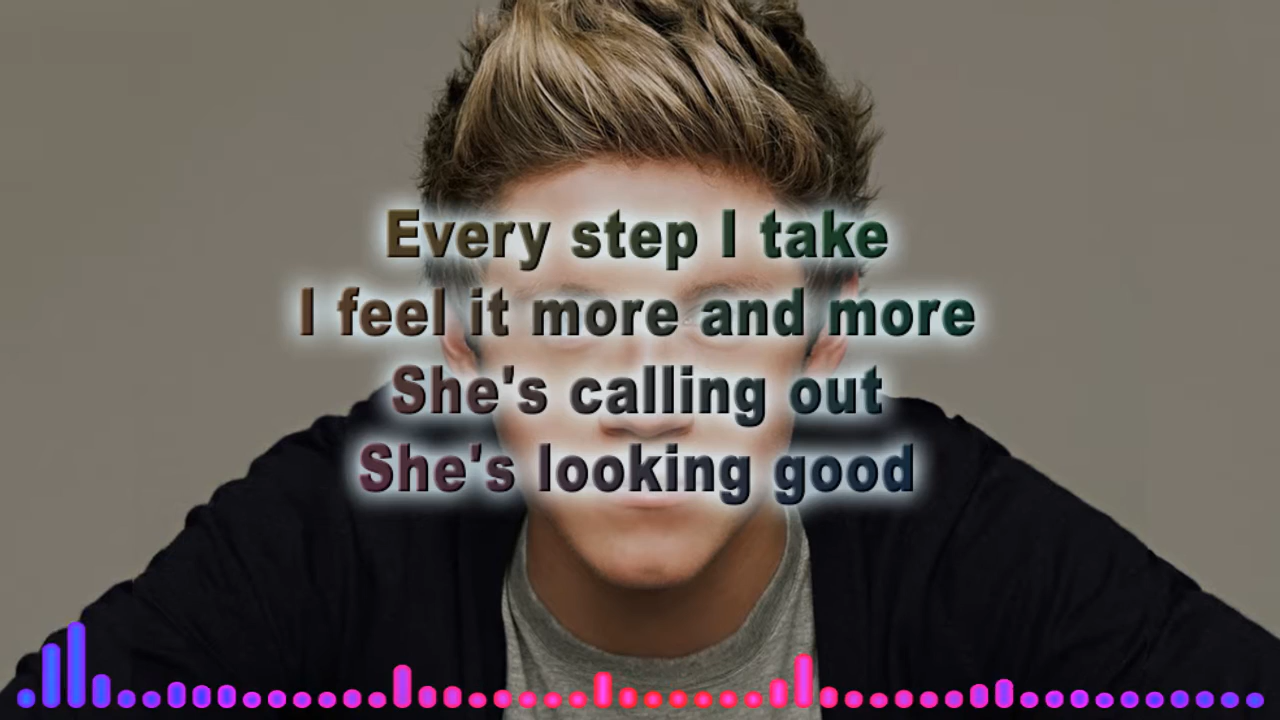 Every step I take
I feel it more and more
She's calling out
She's looking good